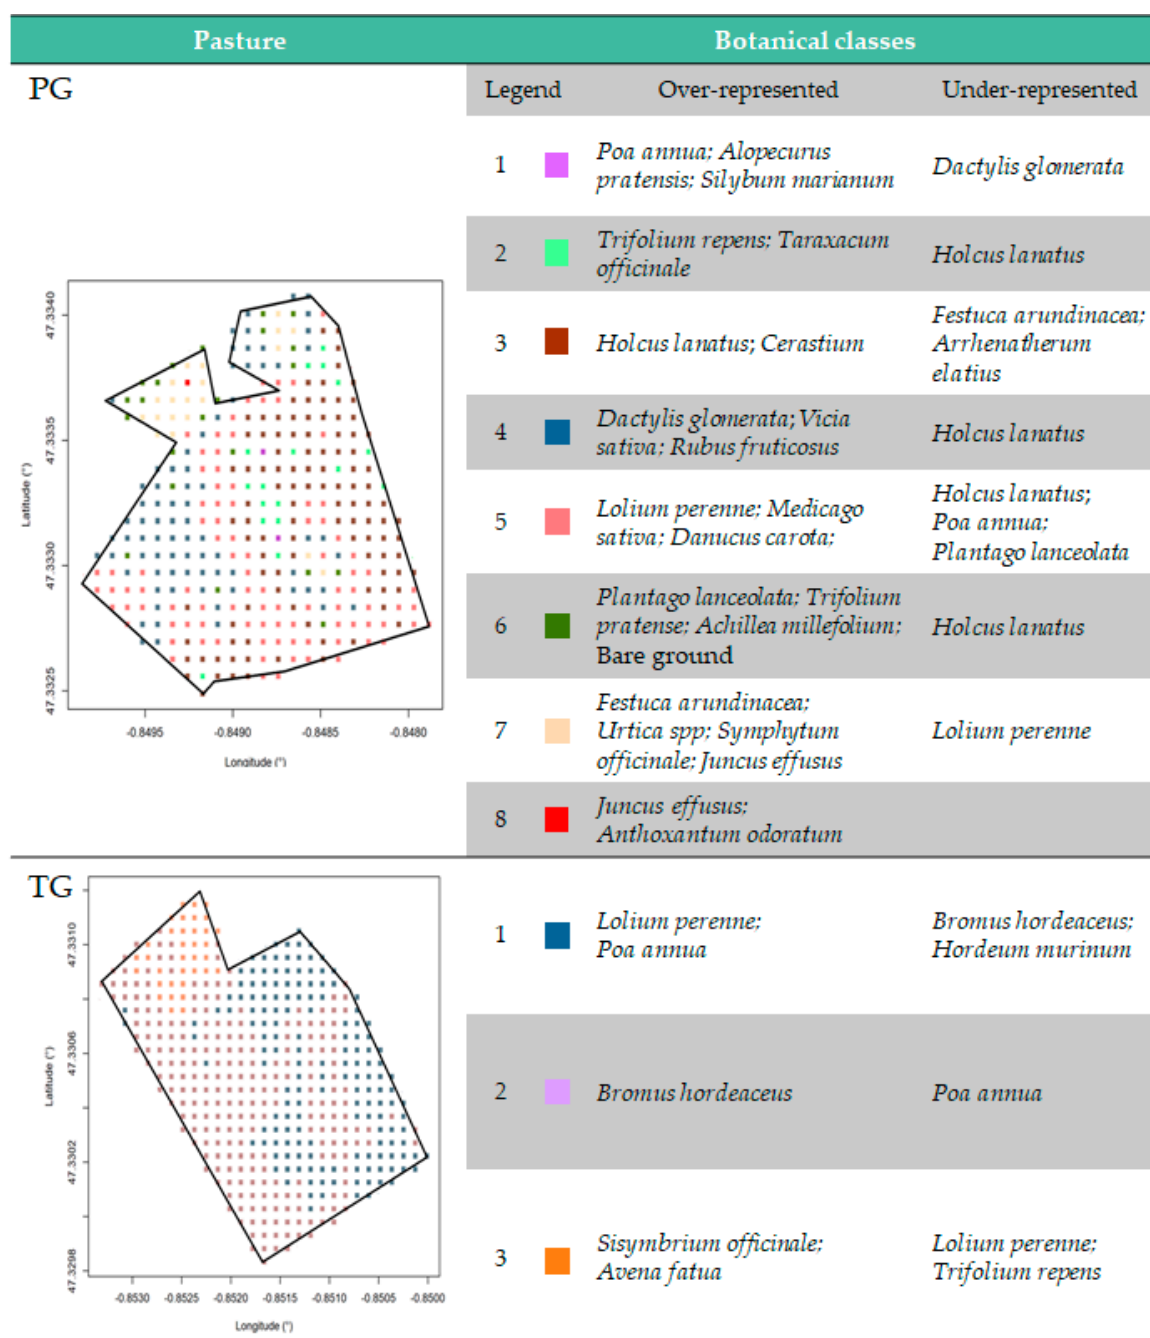 Pasture Botanical classes
PG
Legend Over-represented Under-represented
1 Poa annua; Alopecurus
pratensis; Silybum marianum
Dactylis glomerata
2 Trifolium repens; Taraxacum
officinale
Holcus lanatus
3 Holcus lanatus; Cerastium
Festuca arundinacea;
Arrhenatherum
elatius
4 Dactylis glomerata; Vicia
sativa; Rubus fruticosus
Holcus lanatus
5 Lolium perenne; Medicago
sativa; Danucus carota;
Holcus lanatus;
Poa annua;
Plantago lanceolata
6 Plantago lanceolata; Trifolium
pratense; Achillea millefolium;
Bare ground
Holcus lanatus
7 Festuca arundinacea;
Urtica spp; Symphytum
officinale; Juncus effusus
Lolium perenne
8 Juncus effusus;
Anthoxantum odoratum
47.3340
47.3335
47.3330
47.3325
Latitude (°)
-0.8495 -0.8490 -0.8485 -0.8480
Longitude (°)
TG
1 Lolium perenne;
Poa annua
Bromus hordeaceus;
Hordeum murinum
2 Bromus hordeaceus
Poa annua
3 Sisymbrium officinale;
Avena fatua
Lolium perenne;
Trifolium repens
47.3310
47.3306
47.3302
47.3298
Latitude (°)
-0.8530 -0.8525 -0.8520 -0.8515 -0.8510 -0.8505 -0.8500
Longitude (°)